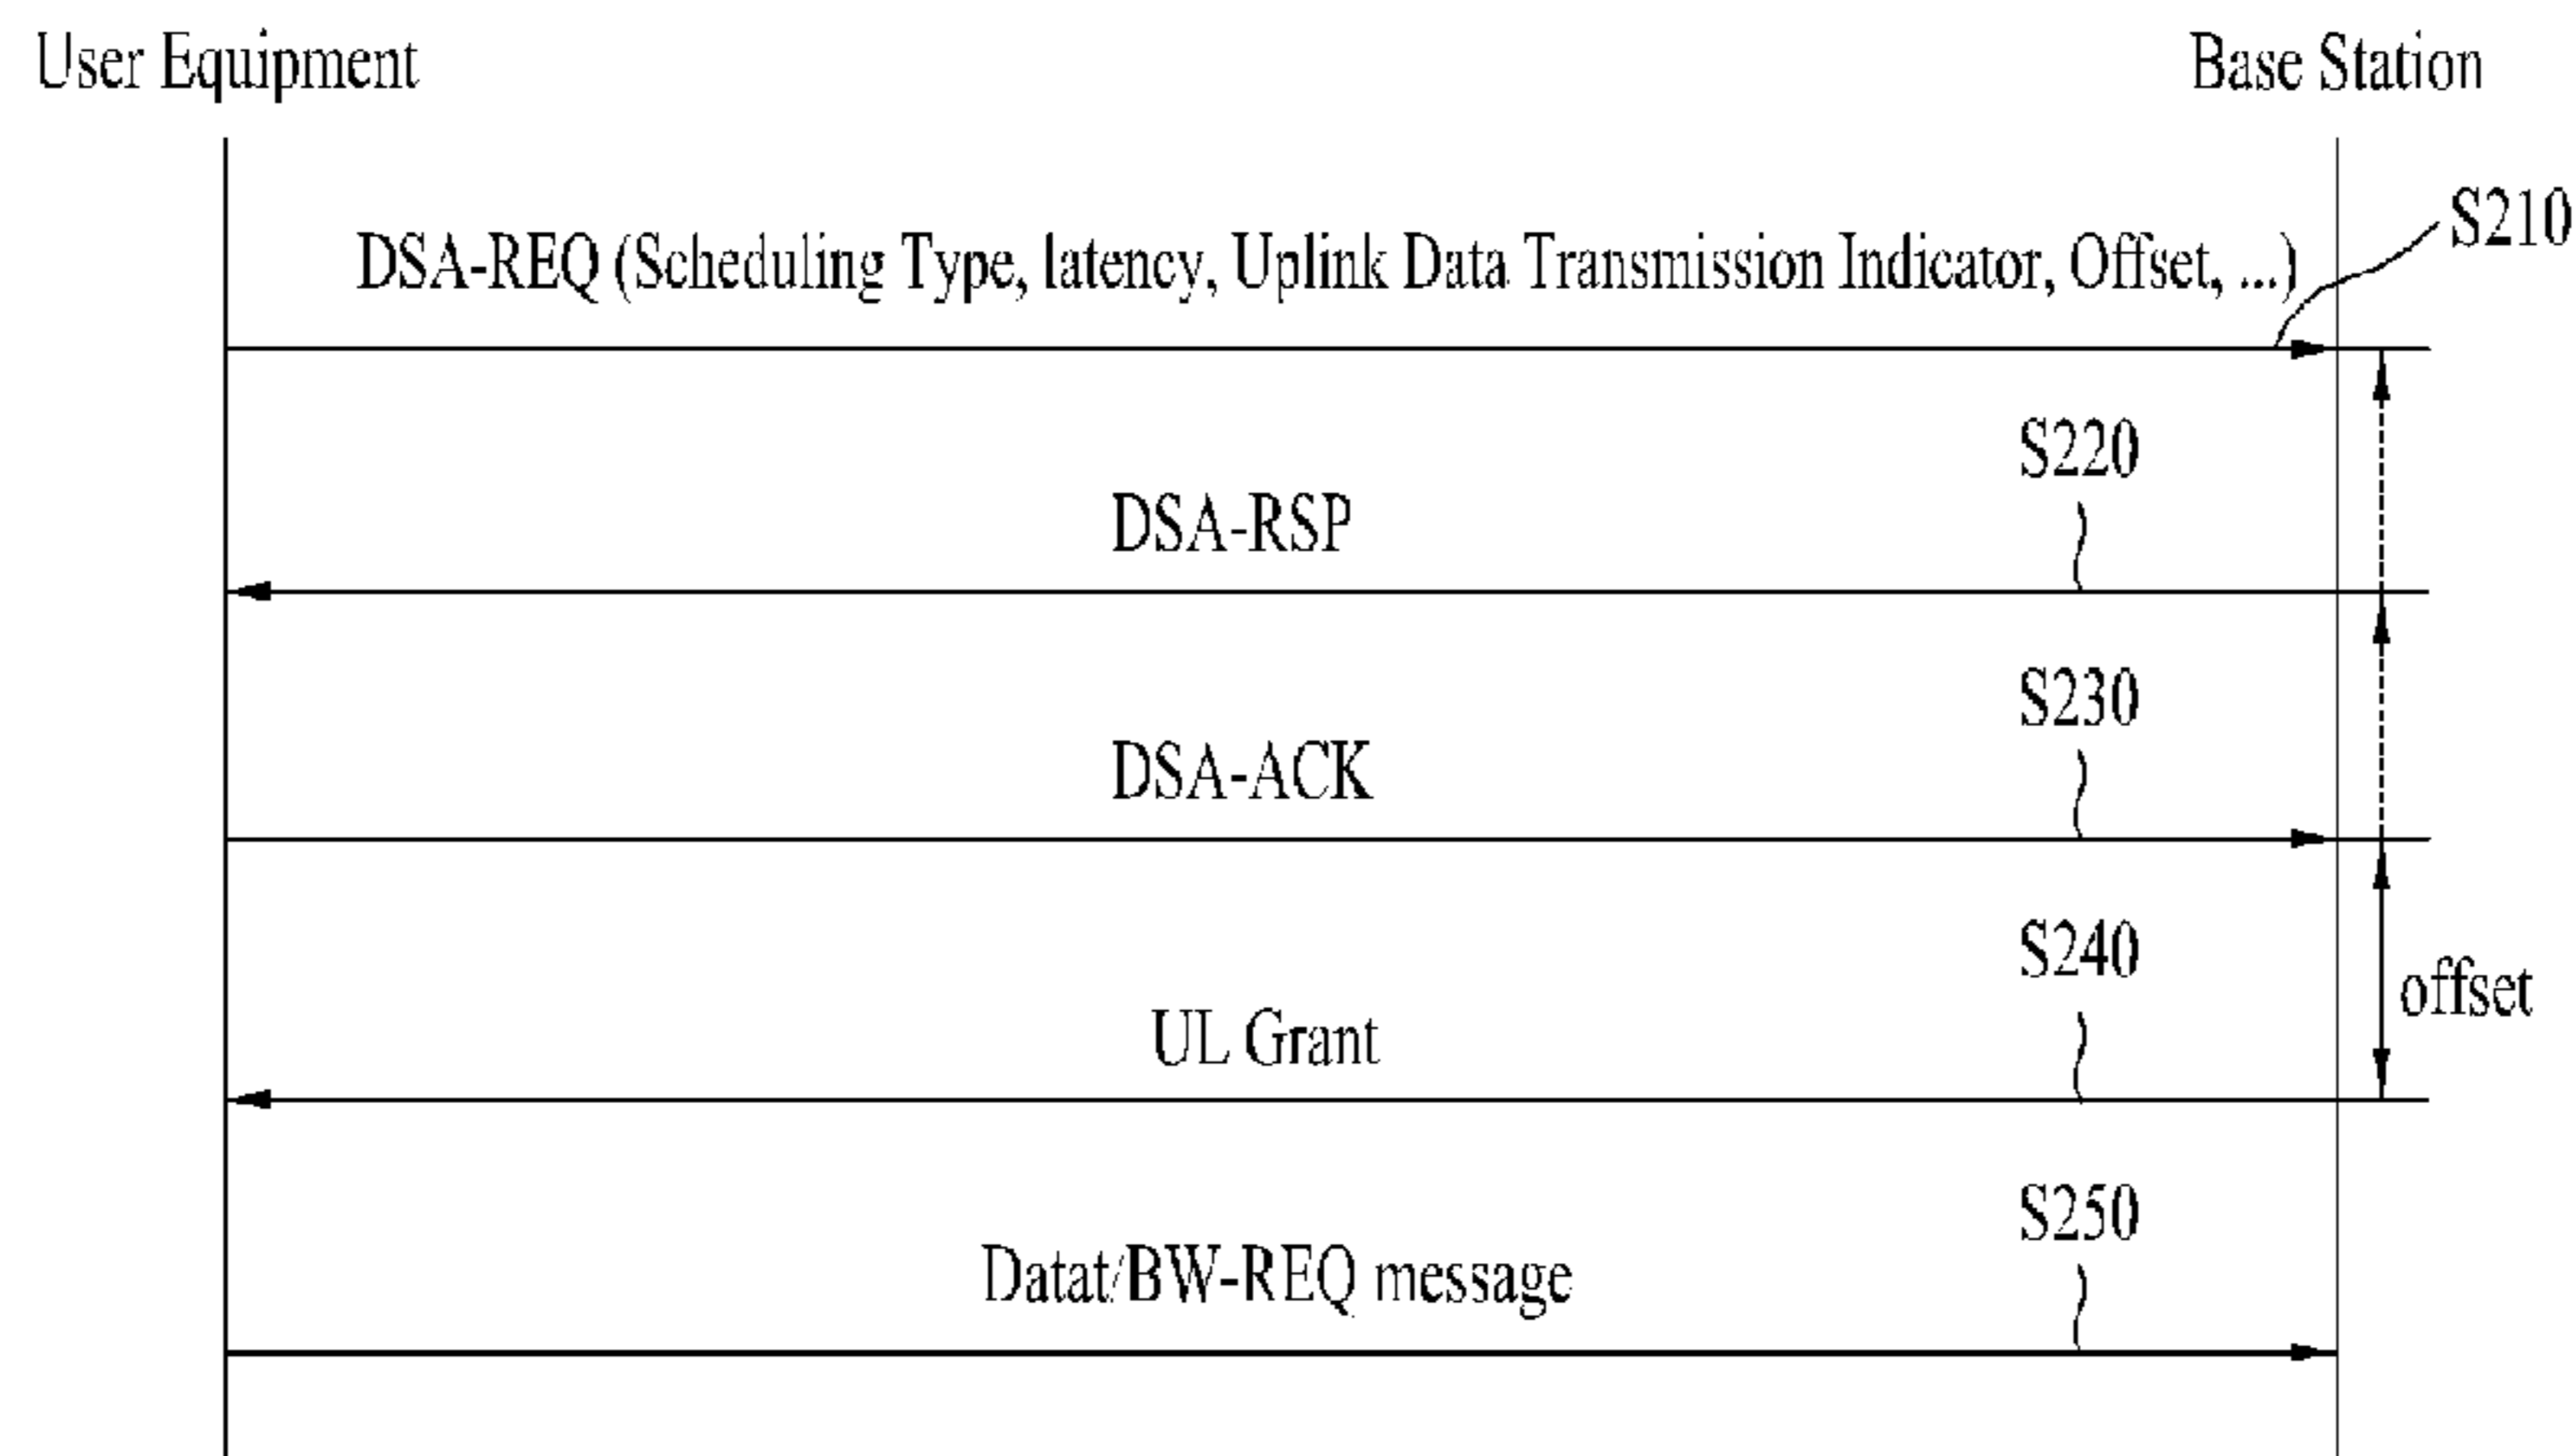 User Equipment
Base Station
S210
DSA-REQ (Scheduling Type, latency, Uplink Data Transmission Indicator, Offset, ...)
S220
DSA-RSP
S230
DSA-ACK
S240
offset
UL Grant
S250
Datat/BW-REQ message